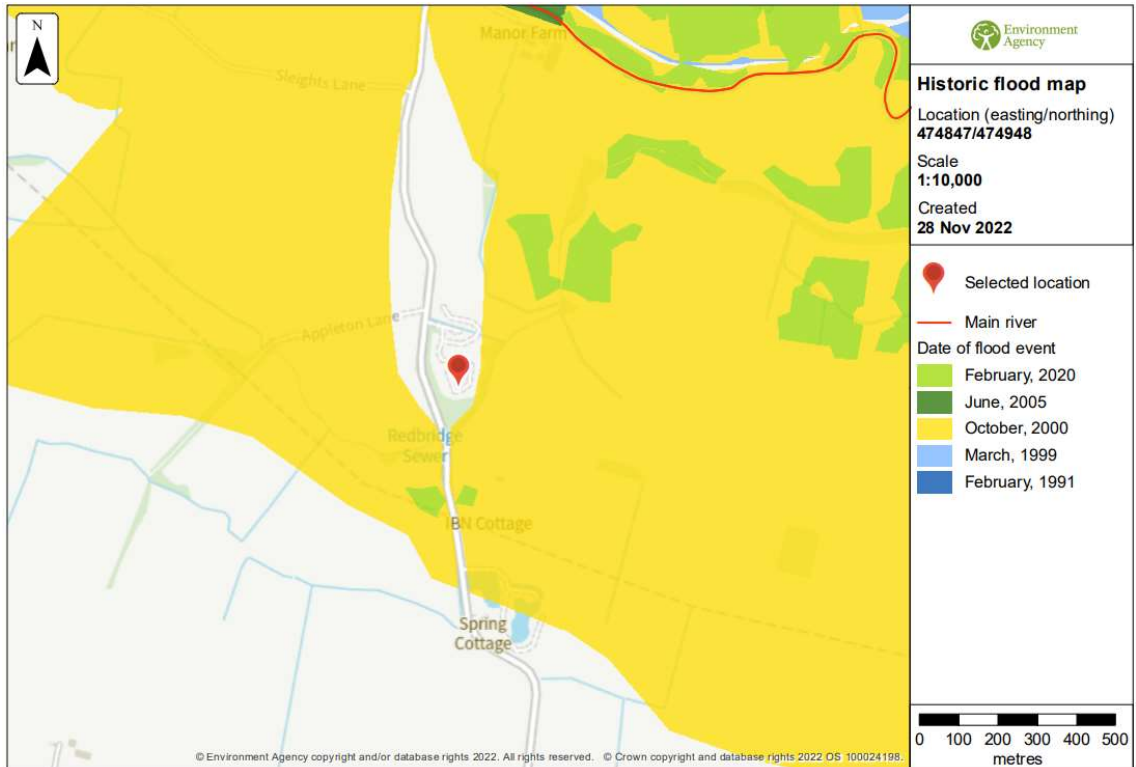 N
Manor Farm
Sleights Lane
Appleton Lane
Redbridge
Sewer
IBN Cottage
Spring
Cottage
© Environment Agency copyright and/or database rights 2022. All rights reserved. © Crown copyright and database rights 2022 OS 100024198.
Environment
Agency
Historic flood map
Location (easting/northing)
474847/474948
Scale
1:10,000
Created
28 Nov 2022
Selected location
Main river
Date of flood event
February, 2020
June, 2005
October, 2000
March, 1999
February, 1991
0 100 200 300 400 500
metres